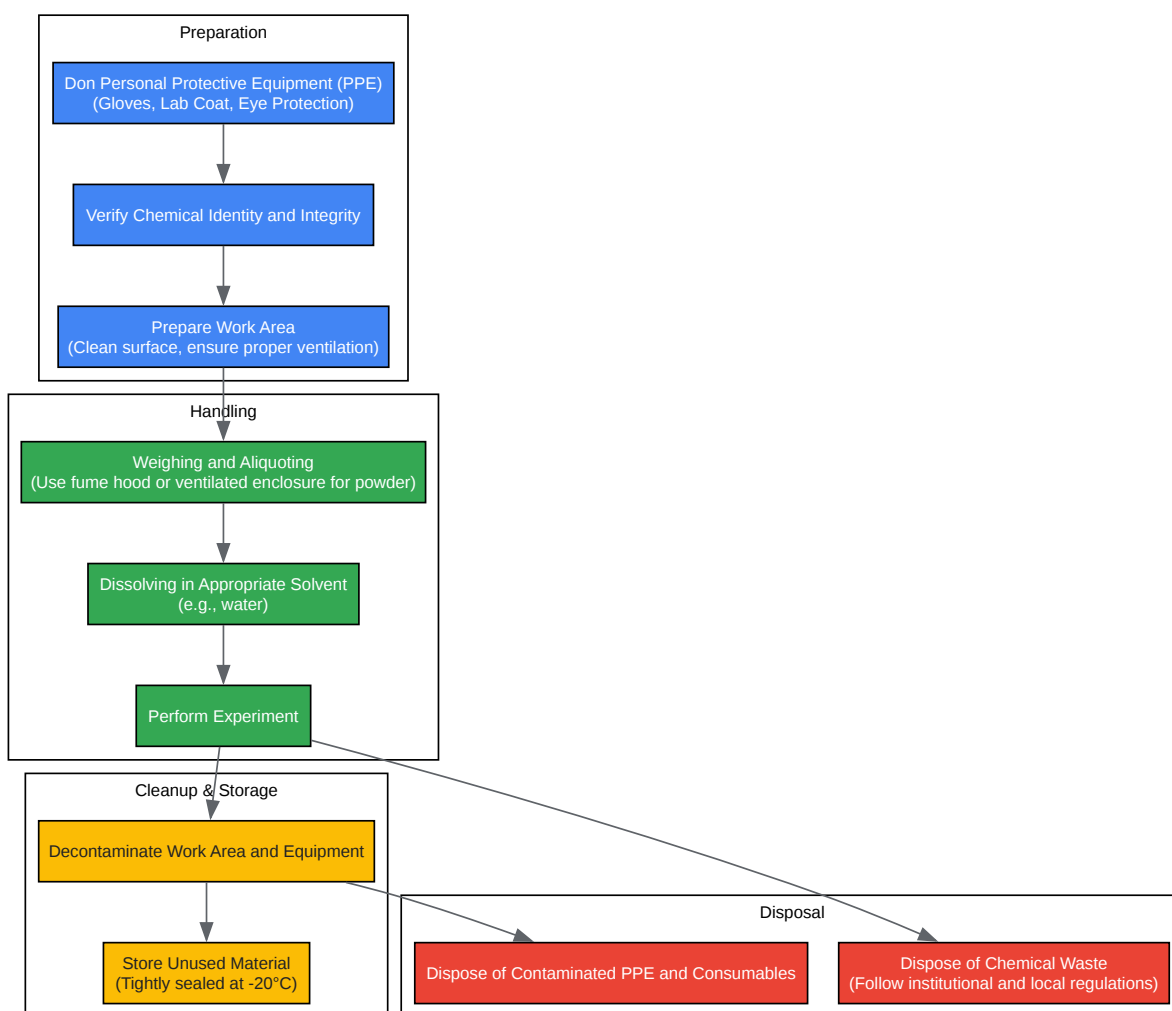 Preparation
Don Personal Protective Equipment (PPE)
(Gloves, Lab Coat, Eye Protection)
Verify Chemical Identity and Integrity
Prepare Work Area
(Clean surface, ensure proper ventilation)
Handling
Weighing and Aliquoting
(Use fume hood or ventilated enclosure for powder)
Dissolving in Appropriate Solvent
(e.g., water)
Perform Experiment
Cleanup & Storage
Decontaminate Work Area and Equipment
Store Unused Material
(Tightly sealed at -20°C)
Disposal
Dispose of Contaminated PPE and Consumables
Dispose of Chemical Waste
(Follow institutional and local regulations)